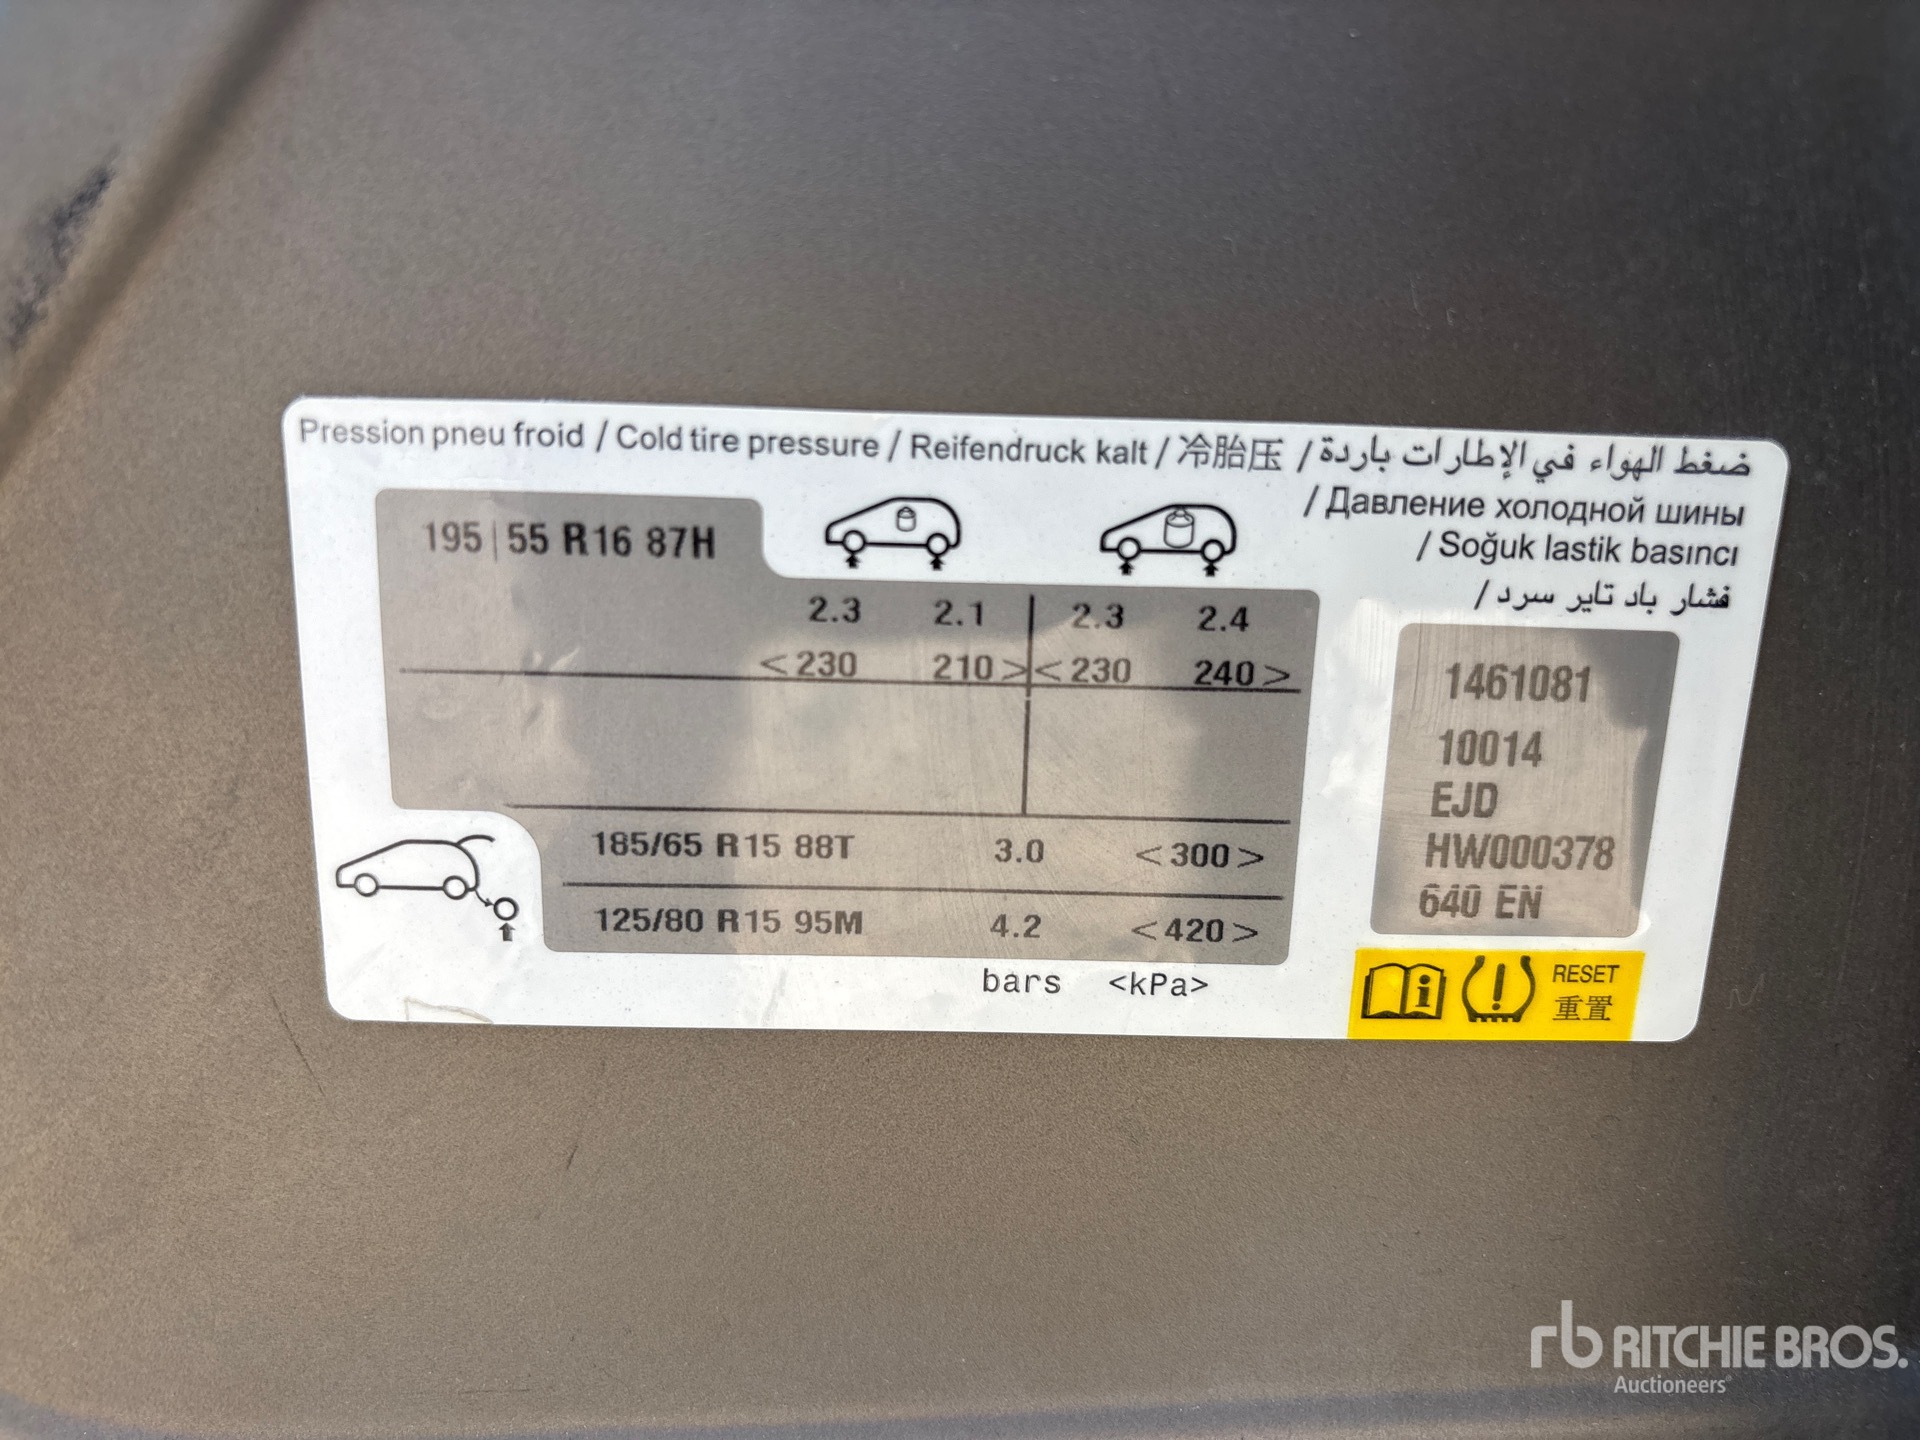 Pression pneu froid / Cold tire pressure / Reifendruck kalt / 冷胎压 / ضغط الهواء في الإطارات باردة
/ Давление холодной шины
/ Soğuk lastik basıncı
فشار باد تایر سرد /
195 | 55 R16 87H
2.3 2.1 2.3 2.4
<230 210> <230 240>
185/65 R15 88T 3.0 <300>
125/80 R15 95M 4.2 <420>
bars <kPa>
1461081
10014
EJD
HW000378
640 EN
RESET
重置
rb RITCHIE BROS.
Auctioneers